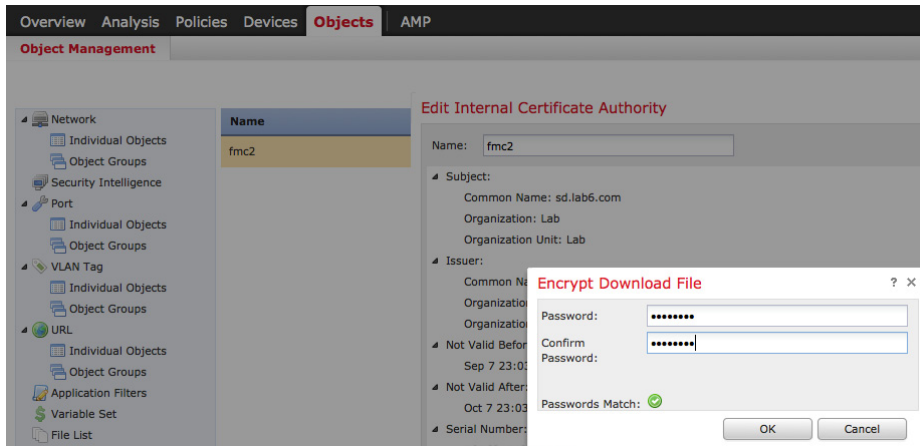 Overview Analysis Policies Devices Objects AMP
Object Management
Network
Individual Objects
Object Groups
Security Intelligence
Port
Individual Objects
Object Groups
VLAN Tag
Individual Objects
Object Groups
URL
Individual Objects
Object Groups
Application Filters
Variable Set
File List
Name
fmc2
Edit Internal Certificate Authority
Name: fmc2
Subject:
Common Name: sd.lab6.com
Organization: Lab
Organization Unit: Lab
Issuer:
Common Na
Organizatio
Organizatio
Not Valid Befor
Sep 7 23:03
Not Valid After:
Oct 7 23:03
Serial Number:
Encrypt Download File ? ×
Password: ••••••••
Confirm Password: ••••••••
Passwords Match:
OK Cancel